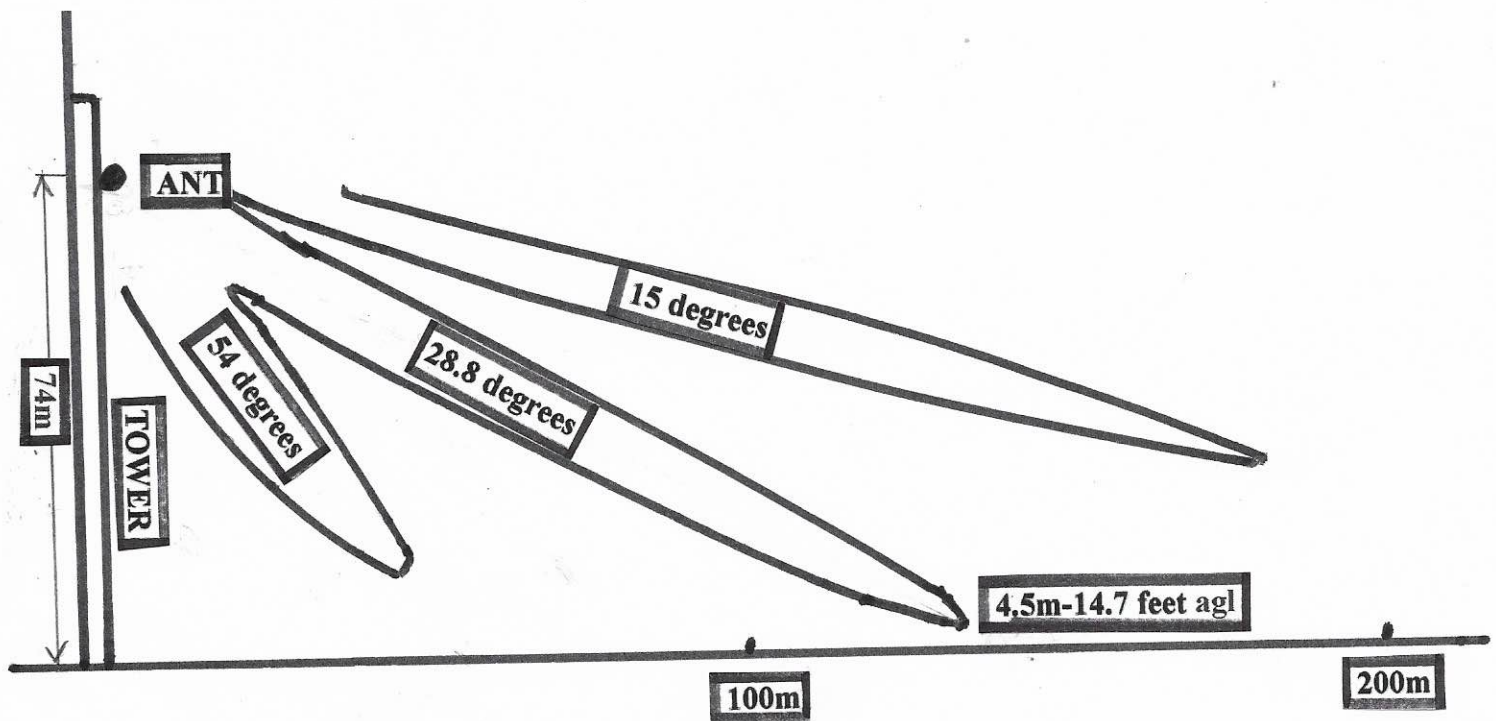 ANT
15 degrees
28.8 degrees
54 degrees
74m
TOWER
4.5m-14.7 feet agl
100m
200m